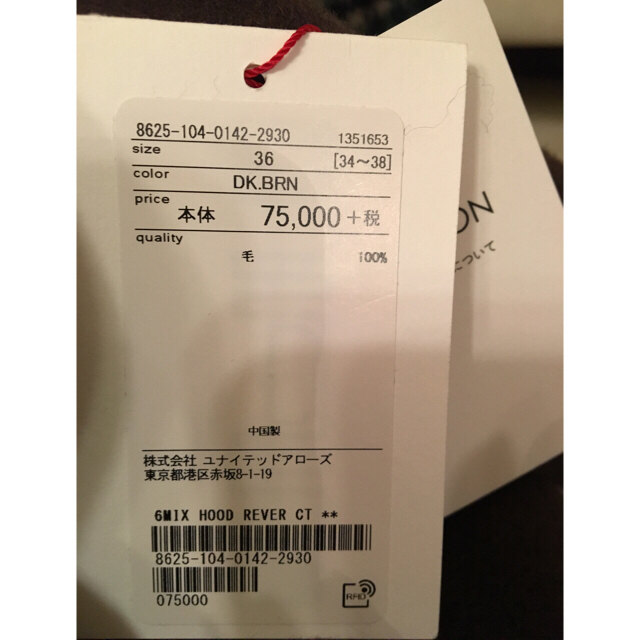 8625-104-0142-2930 1351653
size 36 [34〜38]
color DK.BRN
price 本体 75,000+税
quality
毛 100%
中国製
株式会社 ユナイテッドアローズ
東京都港区赤坂8-1-19
6MIX HOOD REVER CT **
8625-104-0142-2930
075000
RFID
ON
について